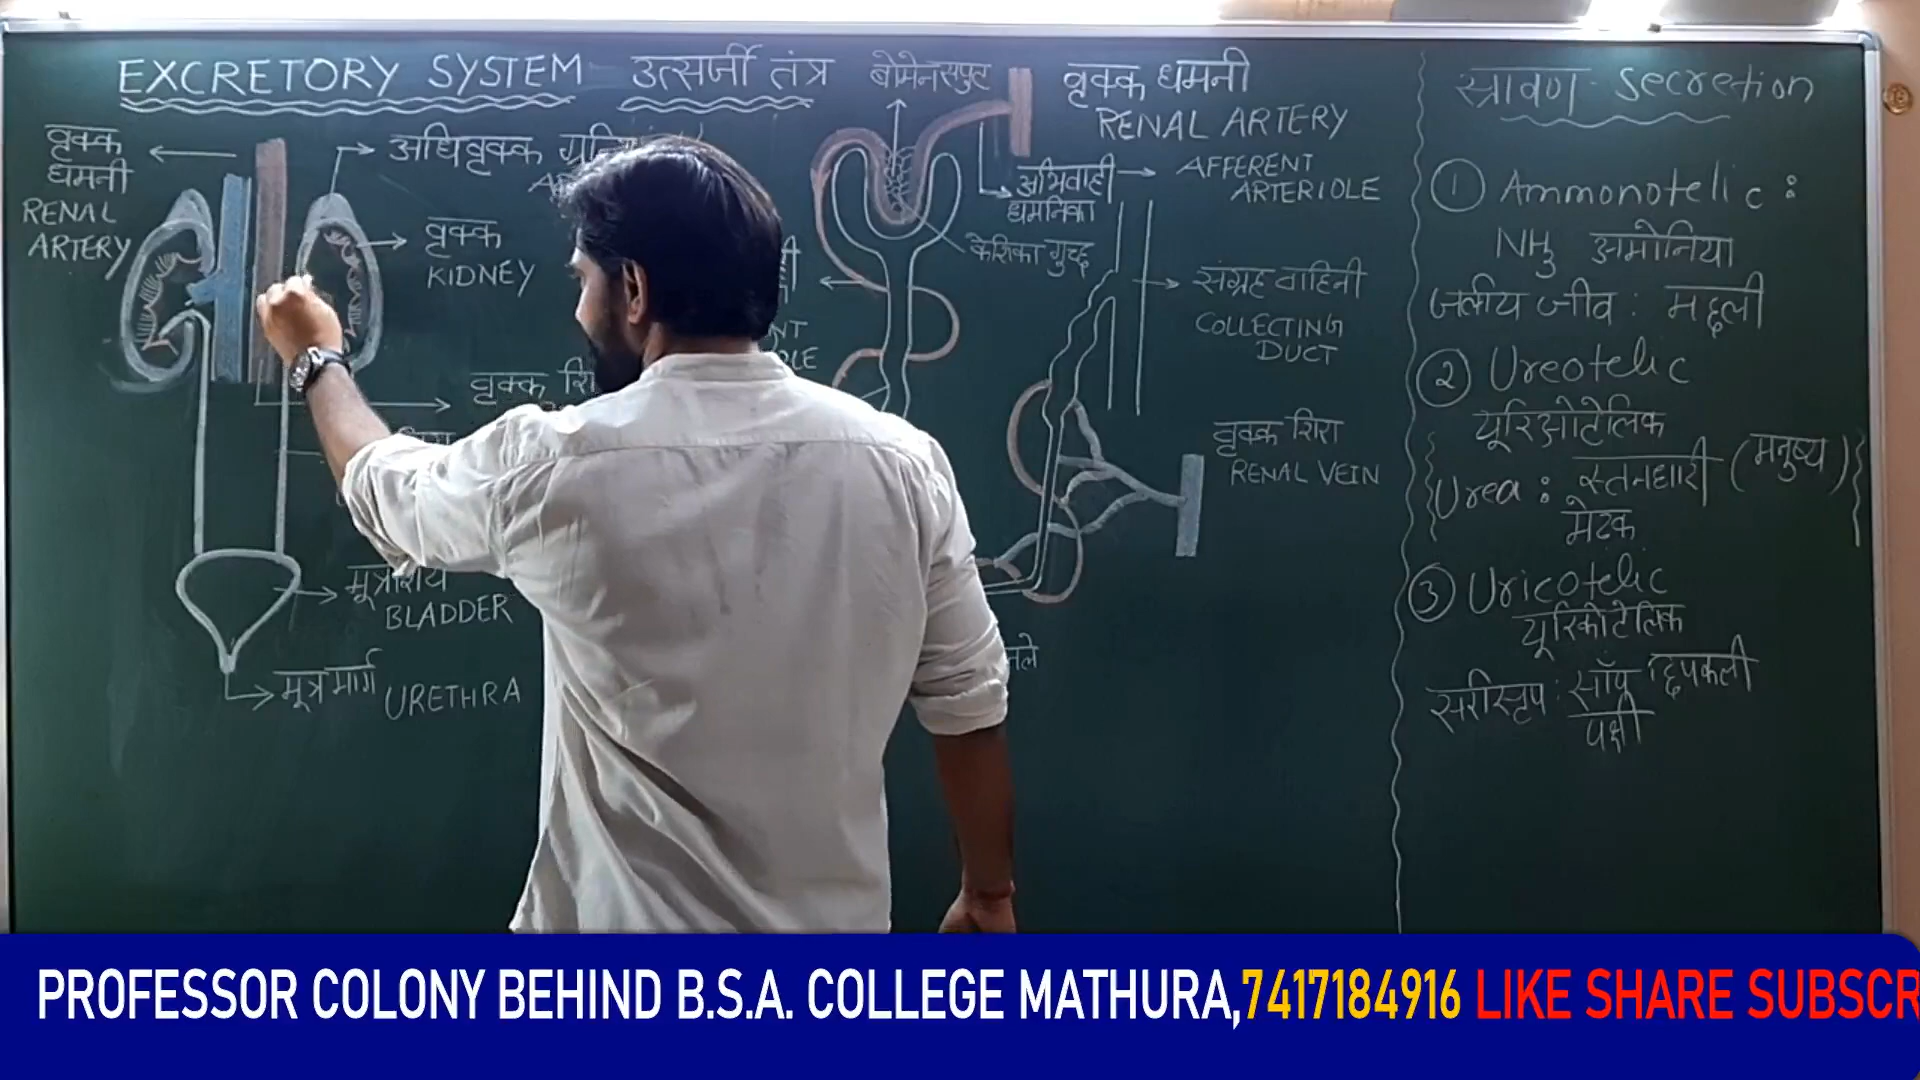 EXCRETORY SYSTEM उत्सर्जी तंत्र
वृक्क
धमनी
RENAL
ARTERY
अधिवृक्क
वृक्क
KIDNEY
वृक्क
मूत्राशय
BLADDER
मूत्र मार्ग URETHRA
बोमेनसपुट
वृक्क धमनी
RENAL ARTERY
अभिवाही
धमनिका
AFFERENT
ARTERIOLE
केशिका गुच्छ
संग्रह वाहिनी
COLLECTING
DUCT
वृक्क शिरा
RENAL VEIN
स्रावण - Secretion
① Ammonotelic :
NH3 अमोनिया
जलीय जीव : मछली
② Ureotelic
यूरिओटेलिक
Urea : स्तनधारी (मनुष्य)
मेंढक
③ Uricotelic
यूरिकोटेलिक
सरीसृप : साँप छिपकली
पक्षी
PROFESSOR COLONY BEHIND B.S.A. COLLEGE MATHURA,7417184916 LIKE SHARE SUBSCR